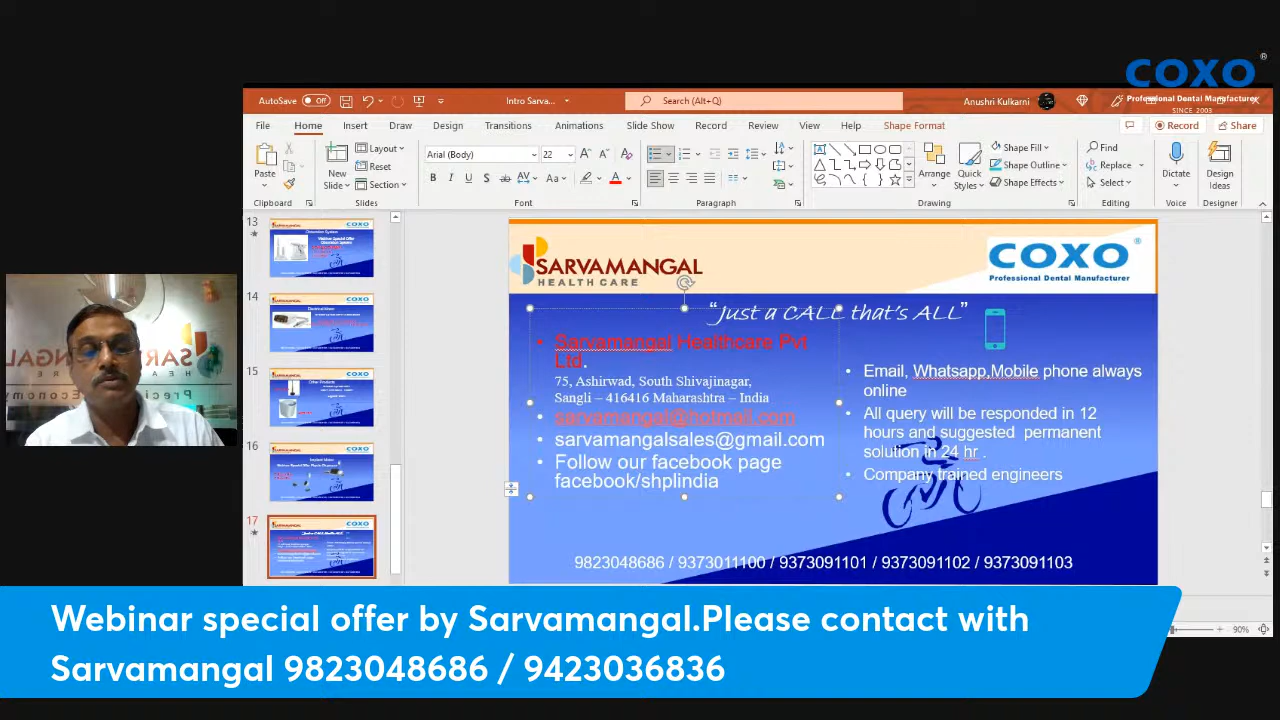 COXO
®
Professional Dental Manufacturer
SINCE 2003
AutoSave Off
Intro Sarva...
Search (Alt+Q)
Anushri Kulkarni
File Home Insert Draw Design Transitions Animations Slide Show Record Review View Help Shape Format
Record Share
Paste
New
Slide
Layout
Reset
Section
Arial (Body) 22
Arrange
Quick
Styles
Shape Fill
Shape Outline
Shape Effects
Find
Replace
Select
Dictate
Design
Ideas
Clipboard Slides Font Paragraph Drawing Editing Voice Designer
13
14
15
16
17
SARVAMANGAL
HEALTH CARE
COXO ®
Professional Dental Manufacturer
"just a CALL that's ALL"
• Sarvamangal Healthcare Pvt
Ltd.
75, Ashirwad, South Shivajinagar,
Sangli – 416416 Maharashtra – India
• sarvamangal@hotmail.com
• sarvamangalsales@gmail.com
• Follow our facebook page
facebook/shplindia
• Email, Whatsapp,Mobile phone always
online
• All query will be responded in 12
hours and suggested permanent
solution in 24 hr .
• Company trained engineers
9823048686 / 9373011100 / 9373091101 / 9373091102 / 9373091103
90%
Webinar special offer by Sarvamangal.Please contact with
Sarvamangal 9823048686 / 9423036836